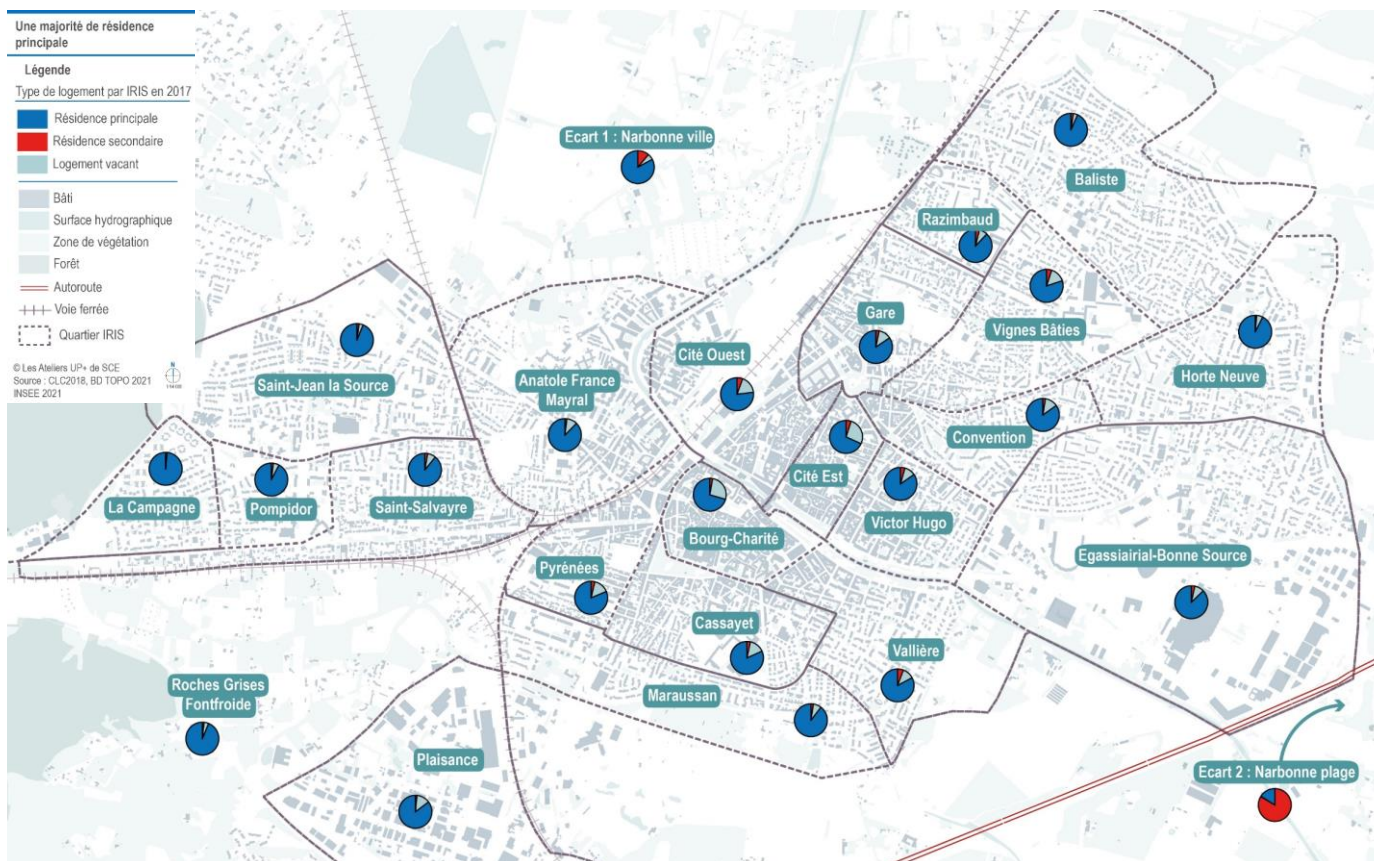 Une majorité de résidence
principale
Légende
Type de logement par IRIS en 2017
Résidence principale
Résidence secondaire
Logement vacant
Bâti
Surface hydrographique
Zone de végétation
Forêt
Autoroute
Voie ferrée
Quartier IRIS
© Les Ateliers UP+ de SCE
Source : CLC2018, BD TOPO 2021
INSEE 2021
N
Ecart 1 : Narbonne ville
Baliste
Razimbaud
Gare
Vignes Bâties
Cité Ouest
Horte Neuve
Saint-Jean la Source
Anatole France
Mayral
Convention
Cité Est
La Campagne
Pompidor
Saint-Salvayre
Victor Hugo
Bourg-Charité
Egassiairial-Bonne Source
Pyrénées
Cassayet
Vallière
Roches Grises
Fontfroide
Maraussan
Plaisance
Ecart 2 : Narbonne plage